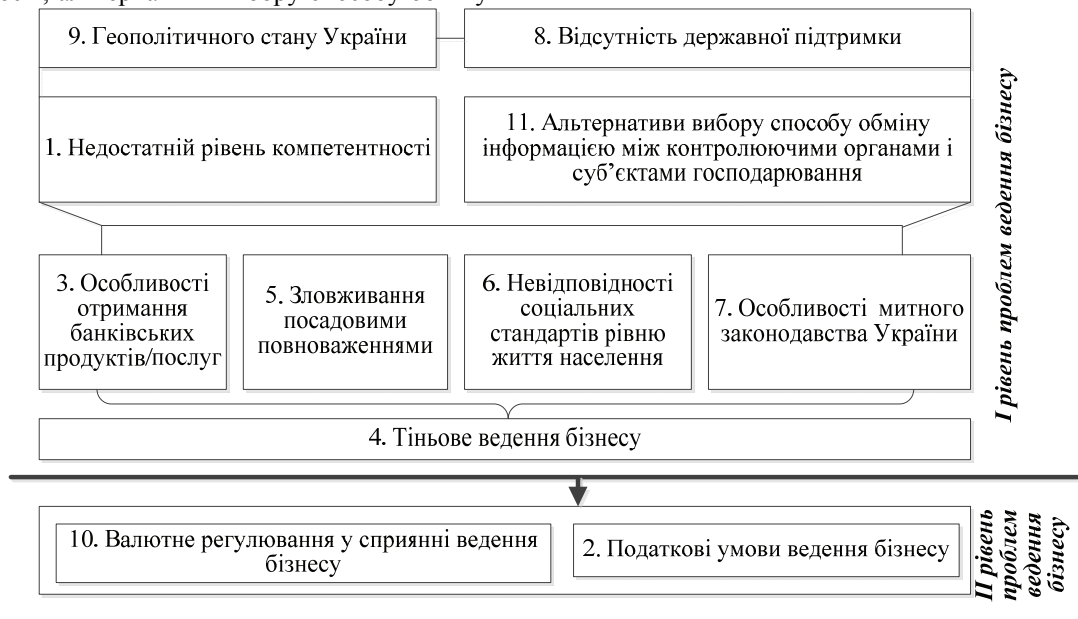 9. Геополітичного стану України
8. Відсутність державної підтримки
1. Недостатній рівень компетентності
11. Альтернативи вибору способу обміну
інформацією між контролюючими органами і
суб’єктами господарювання
3. Особливості
отримання
банківських
продуктів/послуг
5. Зловживання
посадовими
повноваженнями
6. Невідповідності
соціальних
стандартів рівню
життя населення
7. Особливості митного
законодавства України
4. Тіньове ведення бізнесу
І рівень проблем ведення бізнесу
10. Валютне регулювання у сприянні ведення
бізнесу
2. Податкові умови ведення бізнесу
ІІ рівень
проблем
ведення
бізнесу